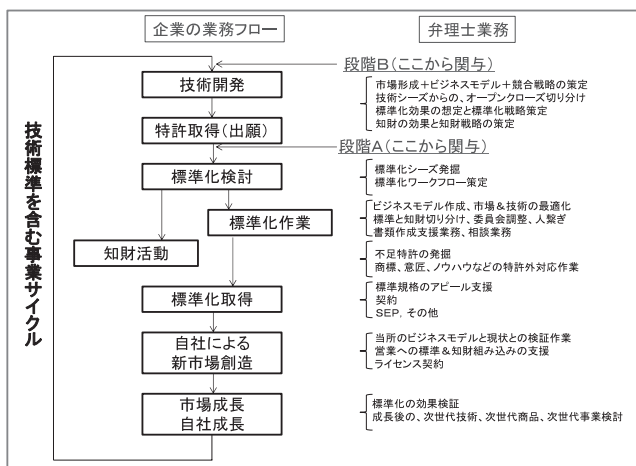 企業の業務フロー
弁理士業務
技術標準を含む事業サイクル
段階B(ここから関与)
技術開発
市場形成+ビジネスモデル+競合戦略の策定
技術シーズからの、オープンクローズ切り分け
標準化効果の想定と標準化戦略策定
知財の効果と知財戦略の策定
特許取得(出願)
段階A(ここから関与)
標準化検討
標準化シーズ発掘
標準化ワークフロー策定
標準化作業
ビジネスモデル作成、市場&技術の最適化
標準と知財切り分け、委員会調整、人繋ぎ
書類作成支援業務、相談業務
知財活動
不足特許の発掘
商標、意匠、ノウハウなどの特許外対応作業
標準化取得
標準規格のアピール支援
契約
SEP, その他
自社による
新市場創造
当所のビジネスモデルと現状との検証作業
営業への標準&知財組み込みの支援
ライセンス契約
市場成長
自社成長
標準化の効果検証
成長後の、次世代技術、次世代商品、次世代事業検討